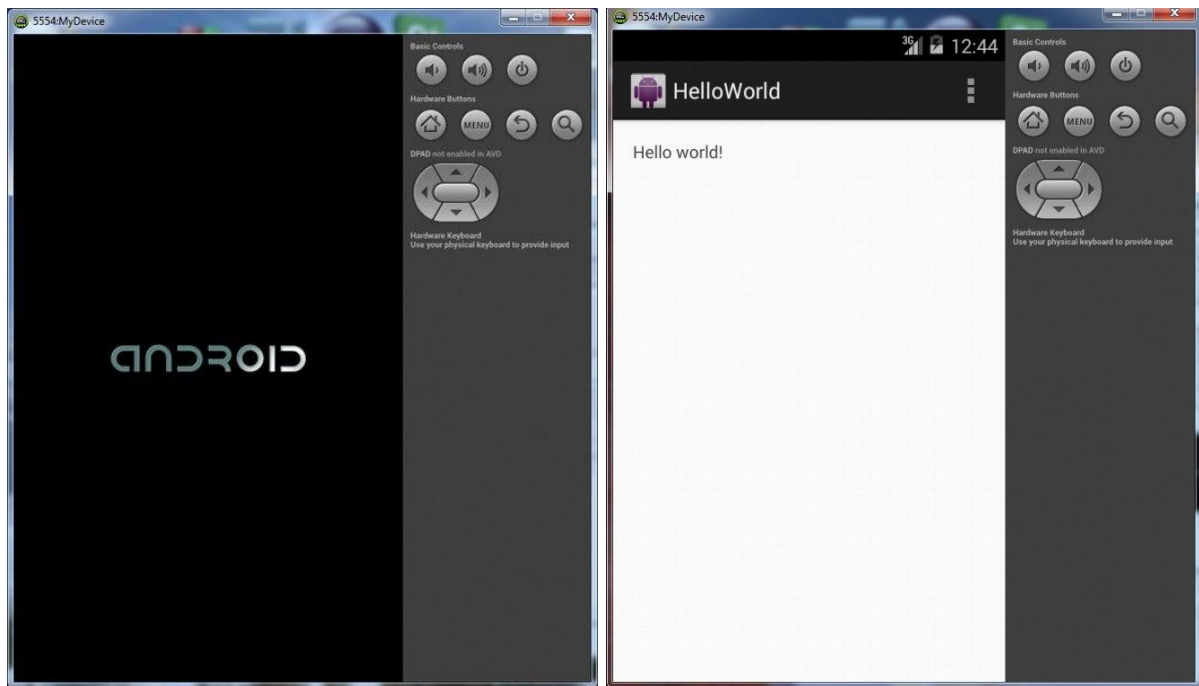 5554:MyDevice
Basic Controls
Hardware Buttons
MENU
DPAD not enabled in AVD
Hardware Keyboard
Use your physical keyboard to provide input
ANDROID
5554:MyDevice
3G 12:44
HelloWorld
Hello world!
Basic Controls
Hardware Buttons
MENU
DPAD not enabled in AVD
Hardware Keyboard
Use your physical keyboard to provide input